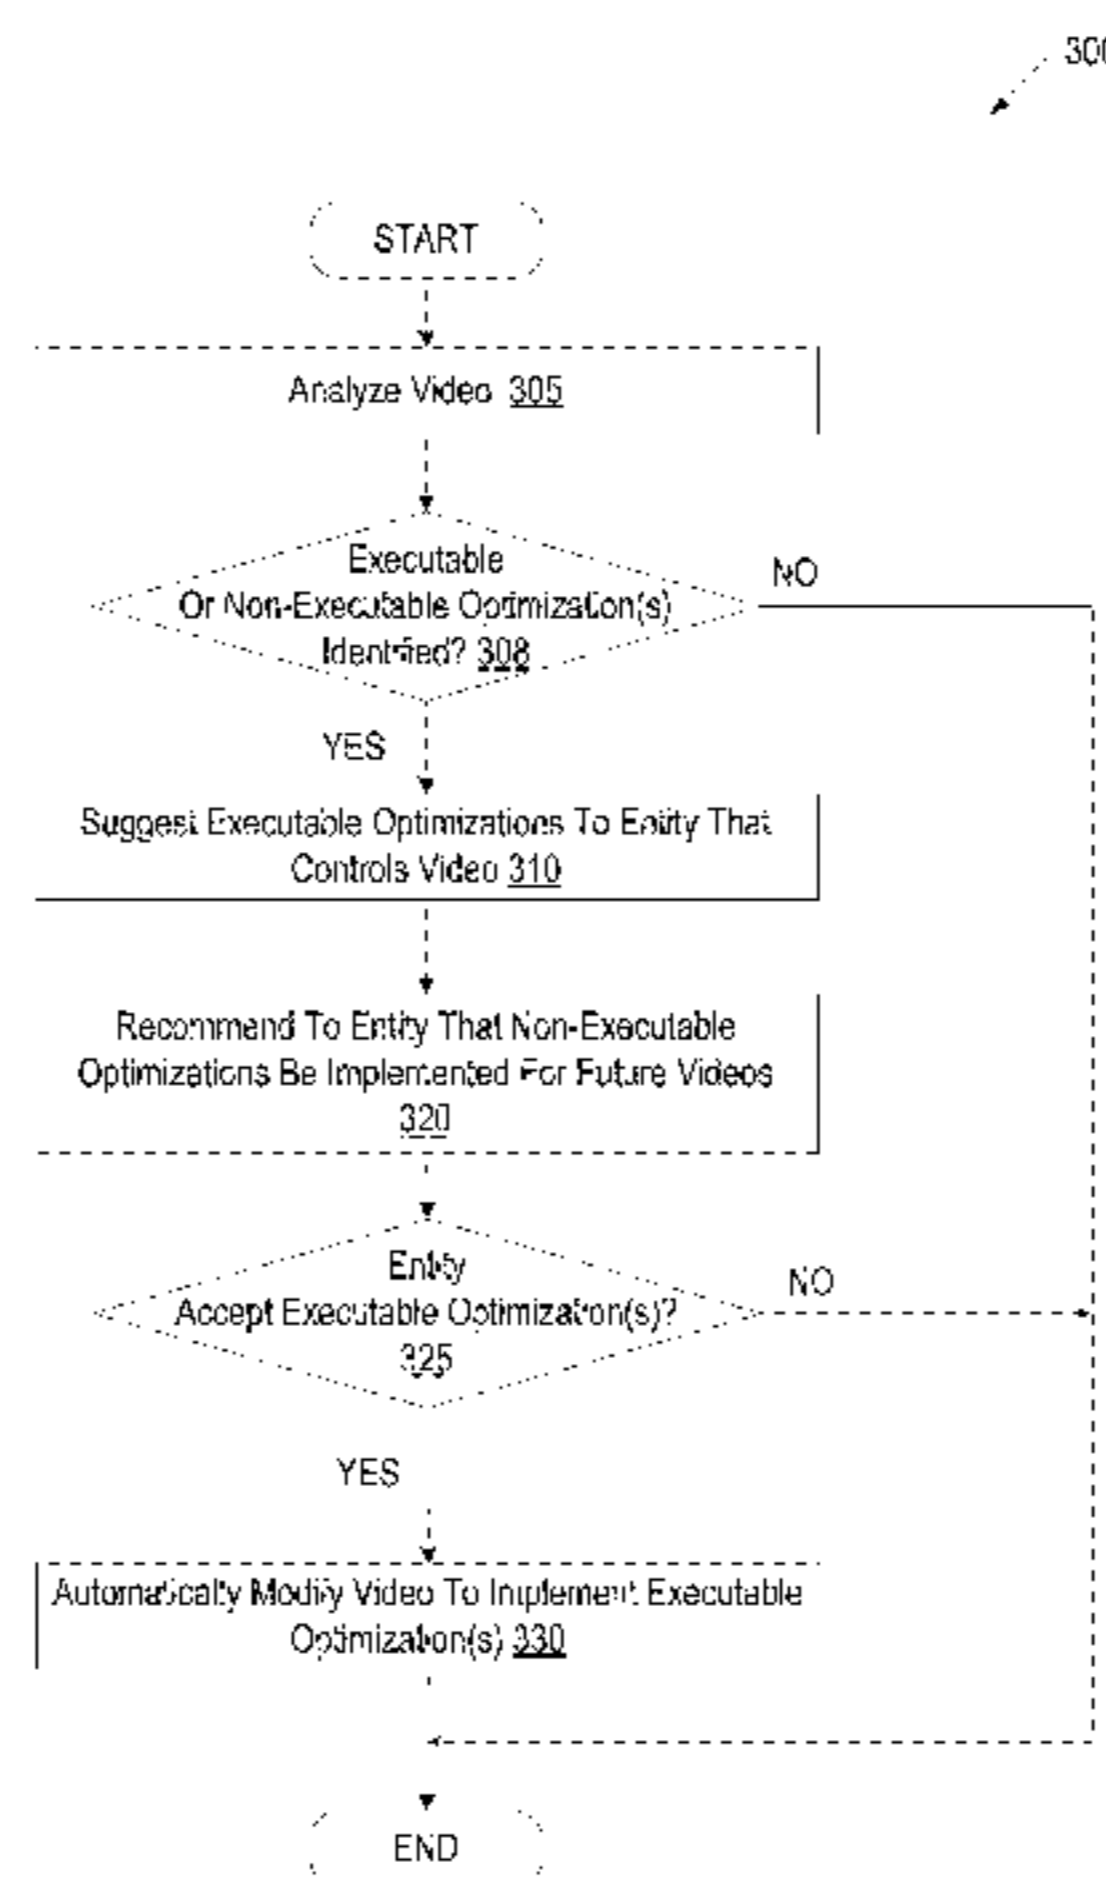 300
START
Analyze Video 305
Executable
Or Non-Executable Optimization(s)
Identified? 308
NO
YES
Suggest Executable Optimizations To Entity That
Controls Video 310
Recommend To Entity That Non-Executable
Optimizations Be Implemented For Future Videos
320
Entity
Accept Executable Optimization(s)?
325
NO
YES
Automatically Modify Video To Implement Executable
Optimization(s) 330
END